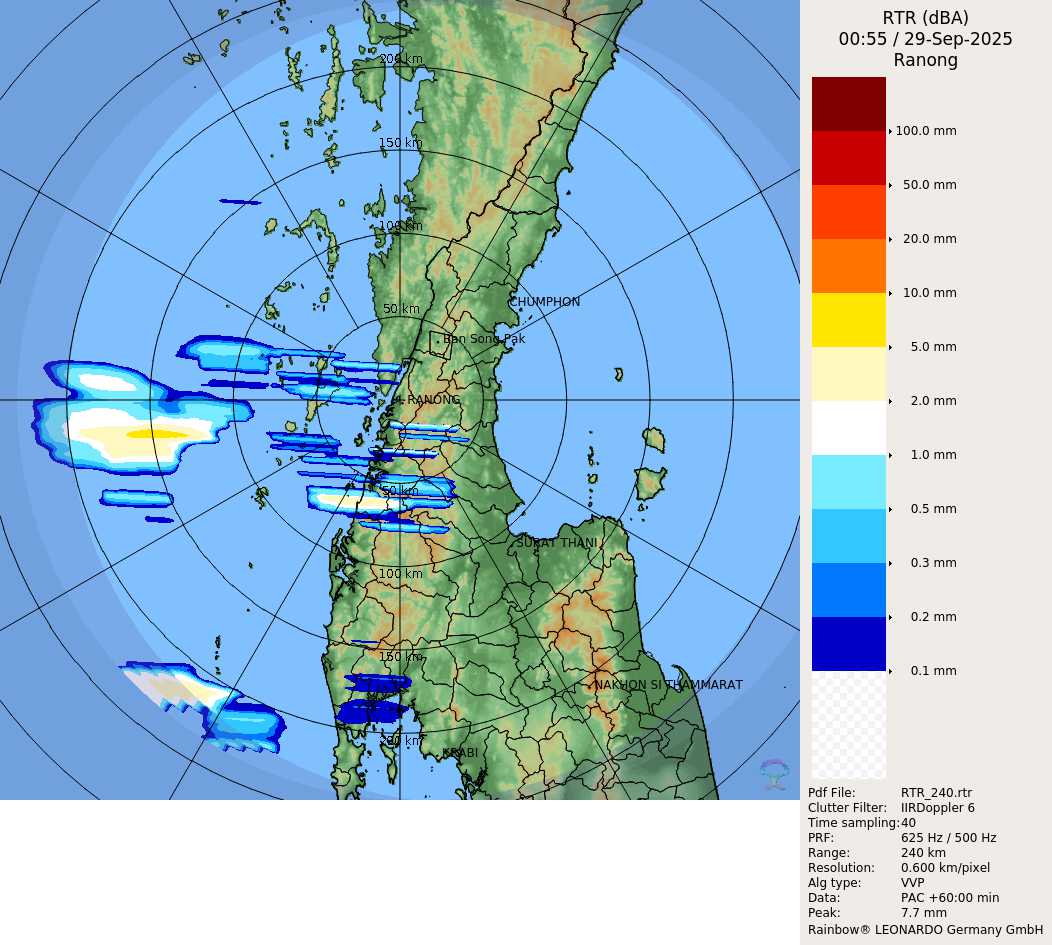 RTR (dBA)
00:55 / 29-Sep-2025
Ranong
100.0 mm
50.0 mm
20.0 mm
10.0 mm
5.0 mm
2.0 mm
1.0 mm
0.5 mm
0.3 mm
0.2 mm
0.1 mm
Pdf File: RTR_240.rtr
Clutter Filter: IIRDoppler 6
Time sampling:40
PRF: 625 Hz / 500 Hz
Range: 240 km
Resolution: 0.600 km/pixel
Alg type: VVP
Data: PAC +60:00 min
Peak: 7.7 mm
Rainbow® LEONARDO Germany GmbH
200 km
150 km
100 km
CHUMPHON
50 km
Ban Song Pak
RANONG
50 km
SURAT THANI
100 km
150 km
NAKHON SI THAMMARAT
200 km
KRABI